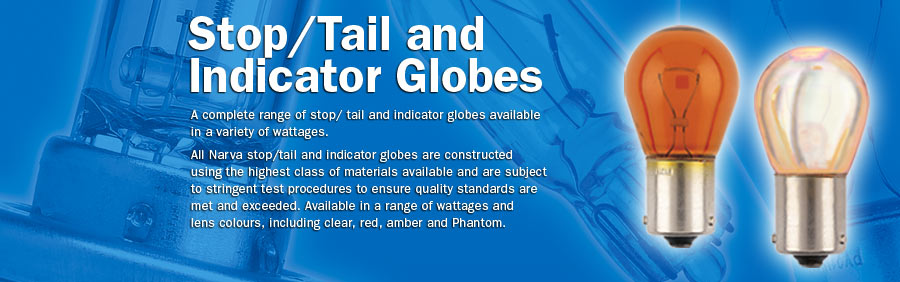 Stop/Tail and
Indicator Globes
A complete range of stop/ tail and indicator globes available
in a variety of wattages.
All Narva stop/tail and indicator globes are constructed
using the highest class of materials available and are subject
to stringent test procedures to ensure quality standards are
met and exceeded. Available in a range of wattages and
lens colours, including clear, red, amber and Phantom.